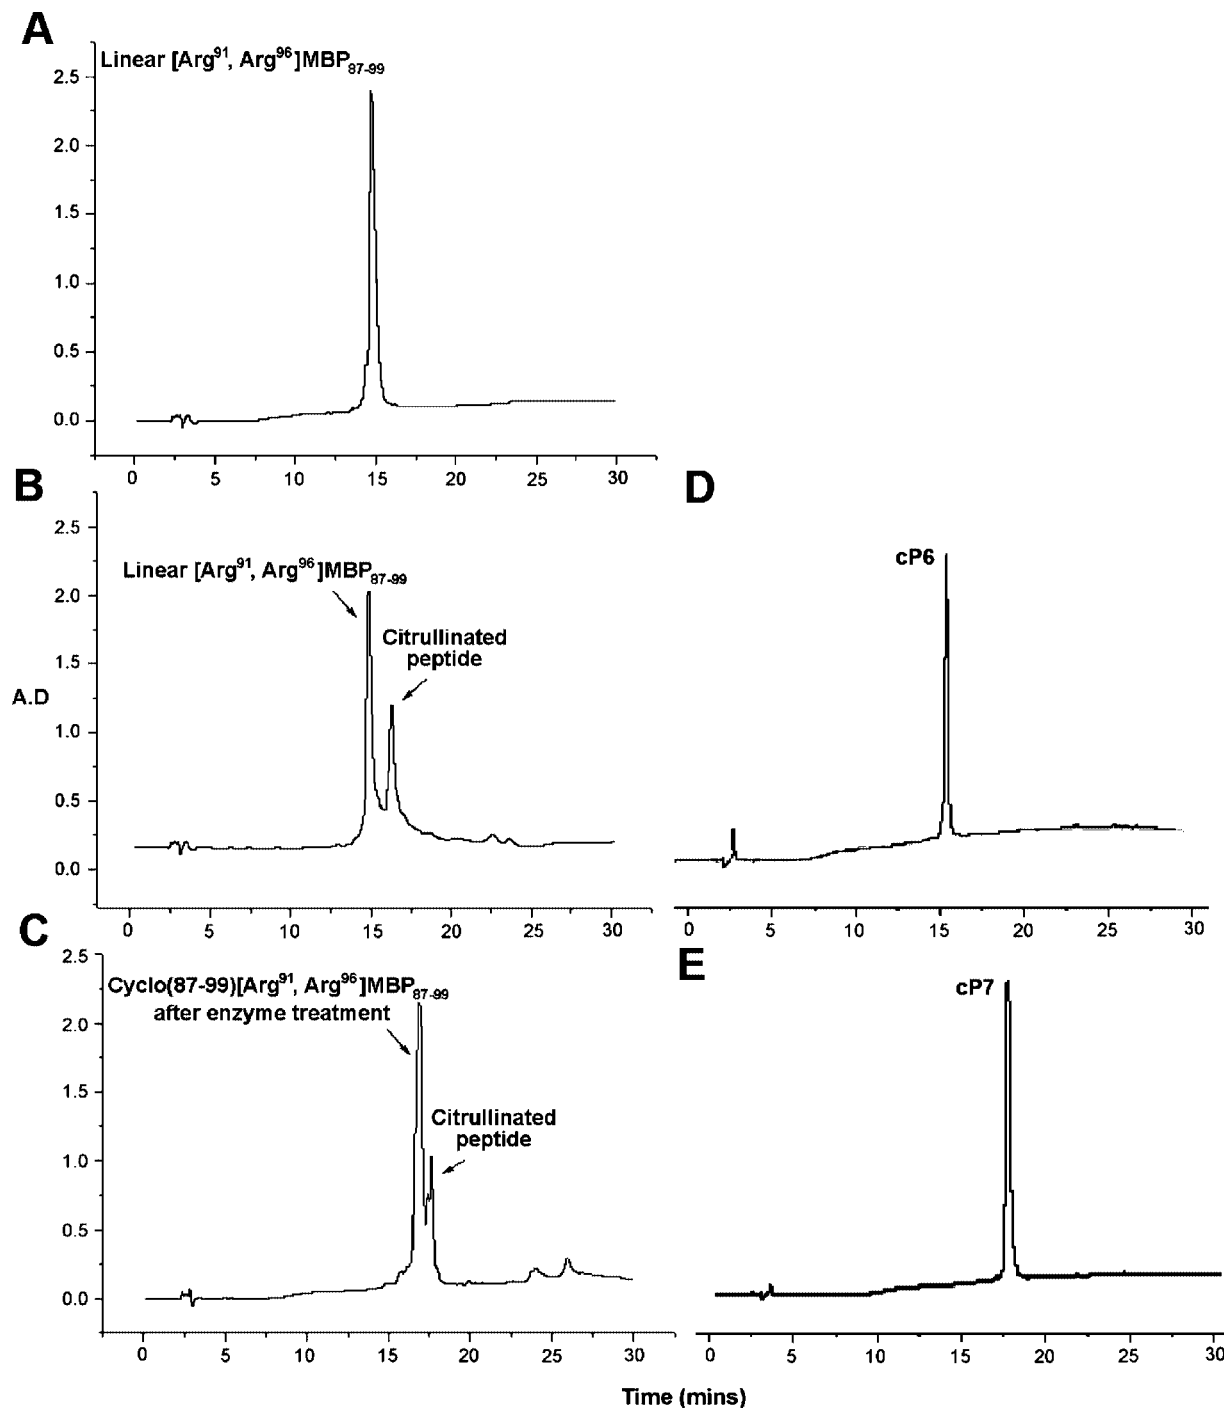 A
Linear [Arg91, Arg96]MBP87-99
2.5
2.0
1.5
1.0
0.5
0.0
0 5 10 15 20 25 30
B
2.5
Linear [Arg91, Arg96]MBP87-99
2.0
Citrullinated
peptide
1.5
A.D
1.0
0.5
0.0
0 5 10 15 20 25 30
D
cP6
0 5 10 15 20 25 30
C
2.5
Cyclo(87-99)[Arg91, Arg96]MBP87-99
after enzyme treatment
2.0
1.5
Citrullinated
peptide
1.0
0.5
0.0
0 5 10 15 20 25 30
E
cP7
0 5 10 15 20 25 30
Time (mins)